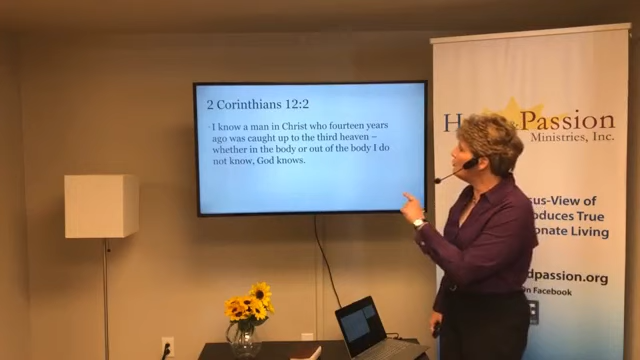 2 Corinthians 12:2
I know a man in Christ who fourteen years
ago was caught up to the third heaven –
whether in the body or out of the body I do
not know, God knows.
Passion
Ministries, Inc.
sus-View of
oduces True
onate Living
dpassion.org
n Facebook